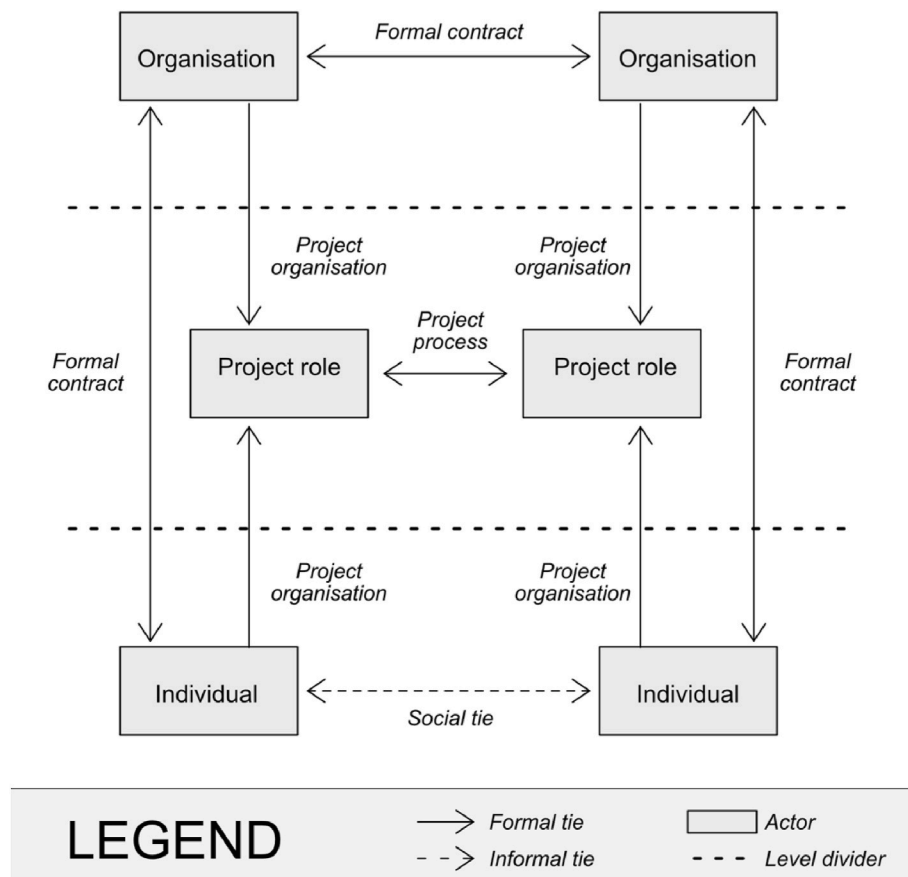 Formal contract
Organisation
Organisation
Project
organisation
Project
organisation
Project
process
Formal
contract
Project role
Project role
Formal
contract
Project
organisation
Project
organisation
Individual
Individual
Social tie
LEGEND
Formal tie
Actor
Informal tie
Level divider